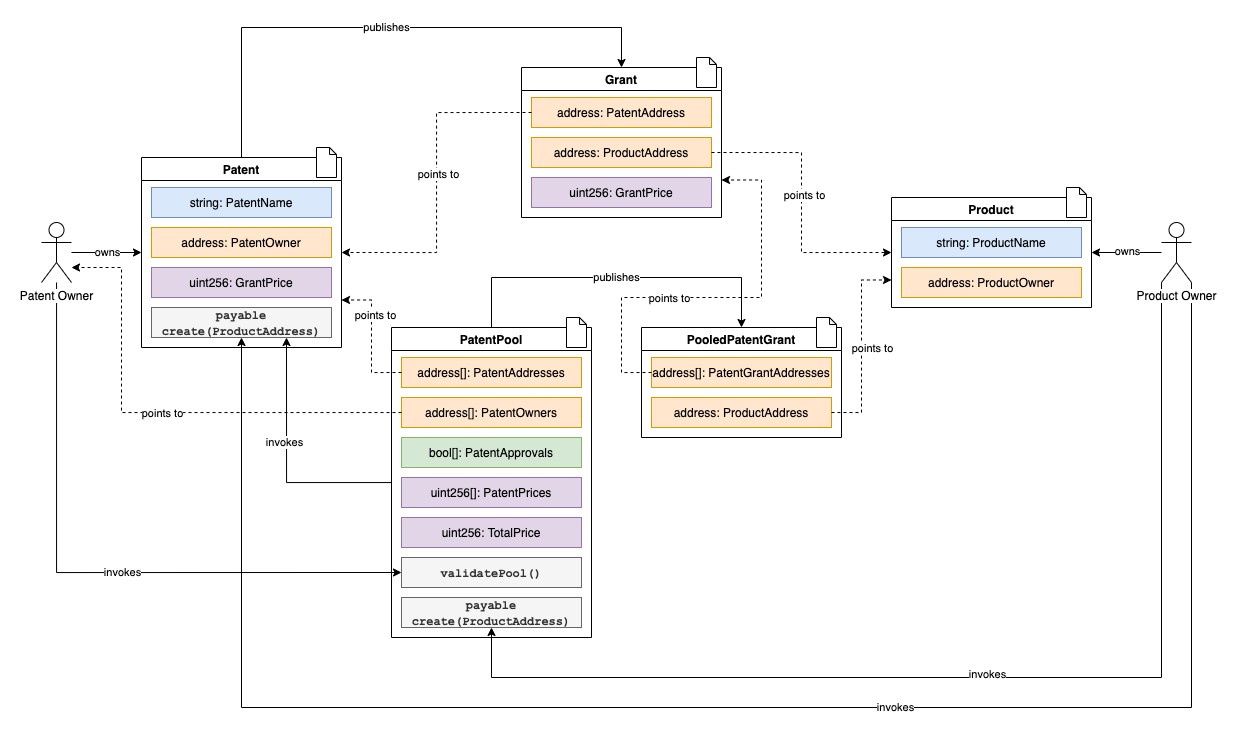 publishes
Grant
address: PatentAddress
address: ProductAddress
uint256: GrantPrice
points to
points to
Patent
string: PatentName
address: PatentOwner
uint256: GrantPrice
payable
create(ProductAddress)
owns
Patent Owner
Product
string: ProductName
address: ProductOwner
owns
Product Owner
publishes
points to
points to
points to
PatentPool
address[]: PatentAddresses
address[]: PatentOwners
bool[]: PatentApprovals
uint256[]: PatentPrices
uint256: TotalPrice
validatePool()
payable
create(ProductAddress)
PooledPatentGrant
address[]: PatentGrantAddresses
address: ProductAddress
points to
invokes
invokes
invokes
invokes